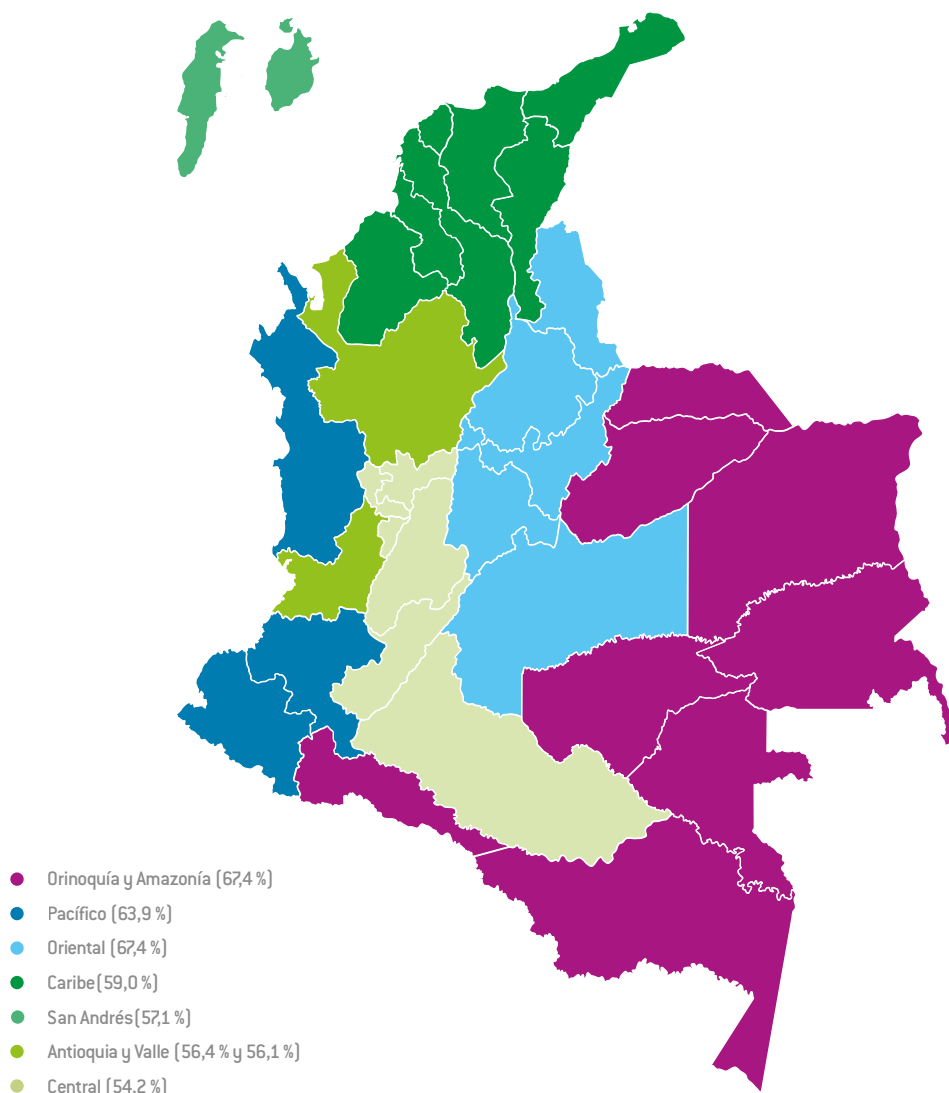 Orinoquía y Amazonía (67,4 %)
Pacífico (63,9 %)
Oriental (67,4 %)
Caribe(59,0 %)
San Andrés(57,1 %)
Antioquia y Valle (56,4 % y 56,1 %)
Central (54,2 %)